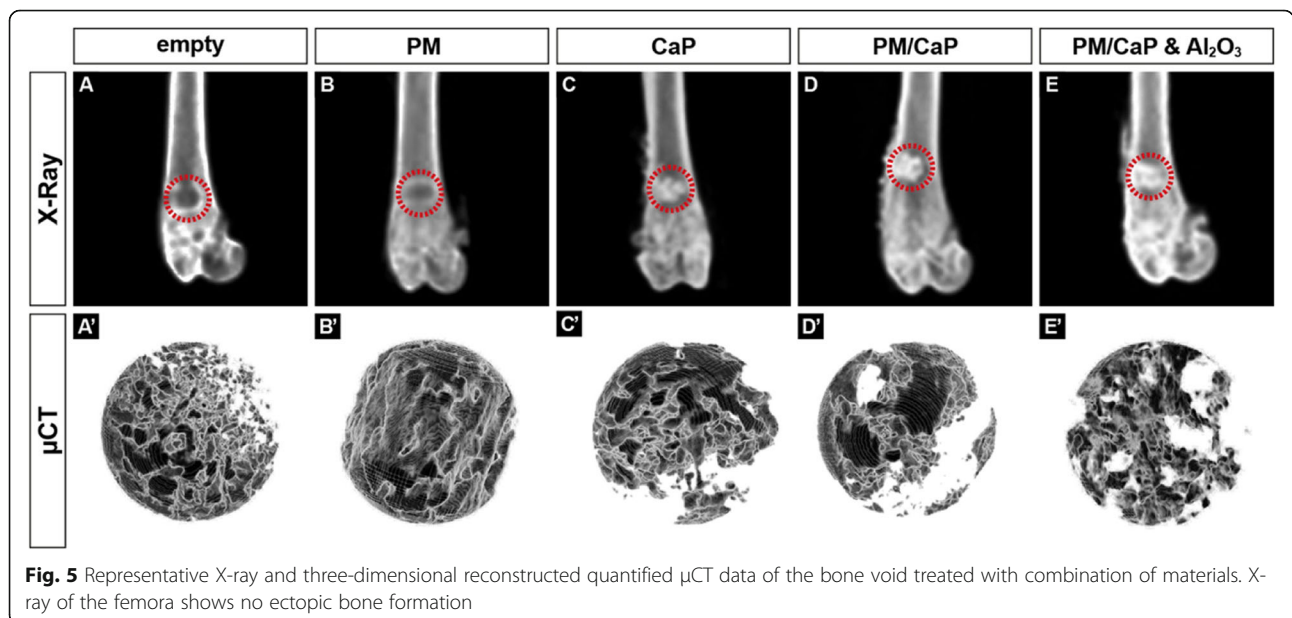 empty
PM
CaP
PM/CaP
PM/CaP & Al₂O₃
X-Ray
A
B
C
D
E
µCT
A'
B'
C'
D'
E'
Fig. 5 Representative X-ray and three-dimensional reconstructed quantified µCT data of the bone void treated with combination of materials. X-
ray of the femora shows no ectopic bone formation